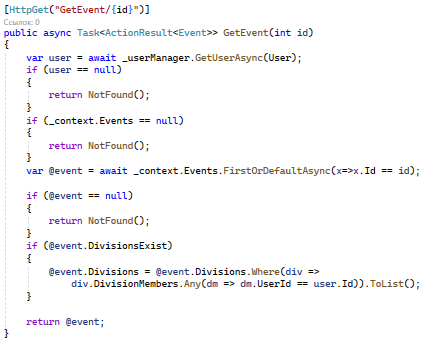 [HttpGet("GetEvent/{id}")]
Ссылок: 0
public async Task<ActionResult<Event>> GetEvent(int id)
{
var user = await _userManager.GetUserAsync(User);
if (user == null)
{
return NotFound();
}
if (_context.Events == null)
{
return NotFound();
}
var @event = await _context.Events.FirstOrDefaultAsync(x=>x.Id == id);
if (@event == null)
{
return NotFound();
}
if (@event.DivisionsExist)
{
@event.Divisions = @event.Divisions.Where(div =>
div.DivisionMembers.Any(dm => dm.UserId == user.Id)).ToList();
}
return @event;
}